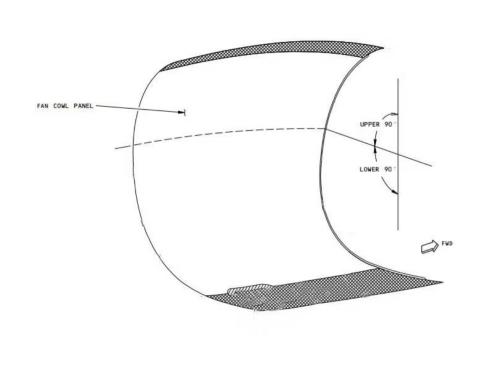 FAN COWL PANEL
UPPER 90°
LOWER 90°
FWD